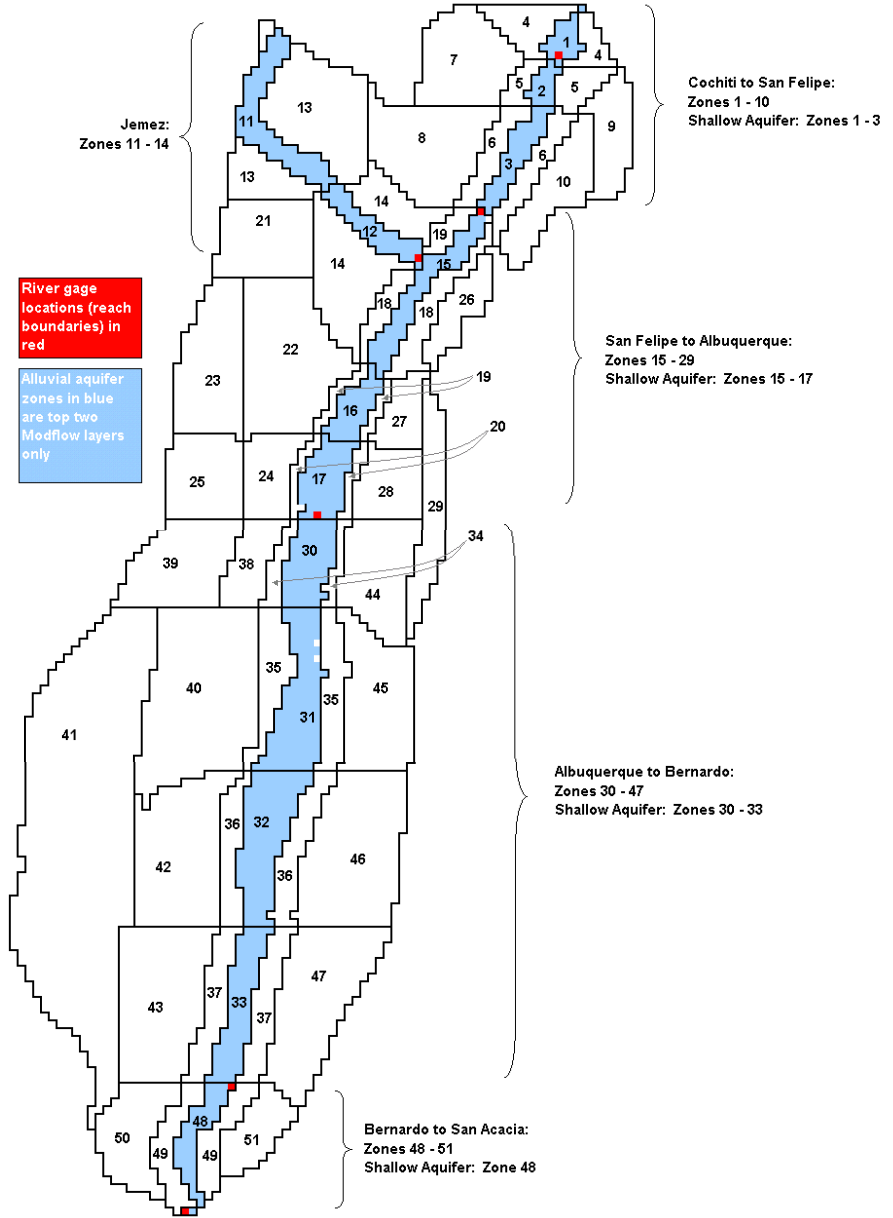 4
1
7
4
5
5
2
Cochiti to San Felipe:
Zones 1 - 10
Shallow Aquifer: Zones 1 - 3
13
11
Jemez:
Zones 11 - 14
8
6
9
6
3
13
10
14
21
12
19
14
15
River gage
locations (reach
boundaries) in
red
18
18
26
San Felipe to Albuquerque:
Zones 15 - 29
Shallow Aquifer: Zones 15 - 17
22
23
Alluvial aquifer
zones in blue
are top two
Modflow layers
only
19
16
27
20
25
24
17
28
29
30
34
39
38
44
35
40
45
35
41
31
Albuquerque to Bernardo:
Zones 30 - 47
Shallow Aquifer: Zones 30 - 33
36
32
42
46
36
37
47
43
33
37
48
50
51
49
49
Bernardo to San Acacia:
Zones 48 - 51
Shallow Aquifer: Zone 48